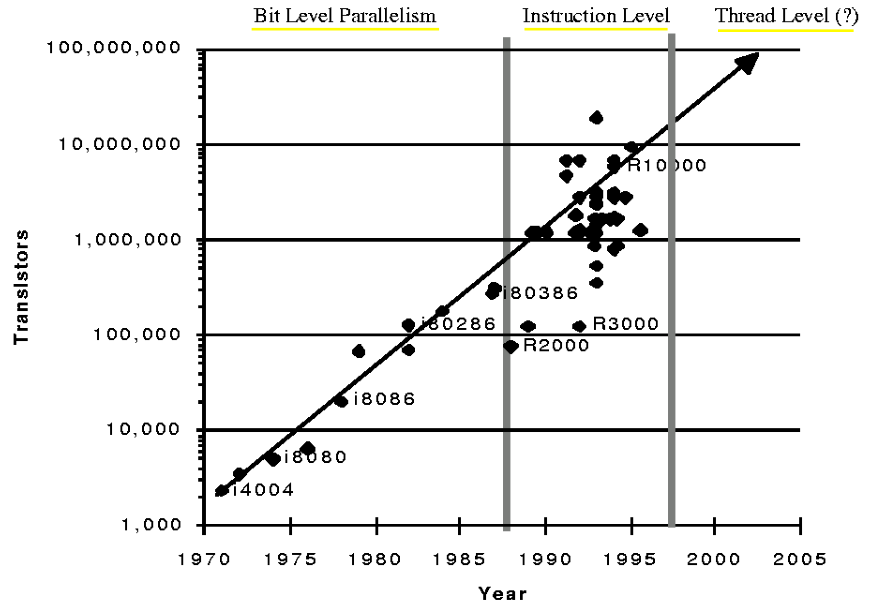 Bit Level Parallelism
Instruction Level
Thread Level (?)
100,000,000
10,000,000
R10000
1,000,000
i80386
i80286
R3000
100,000
R2000
i8086
10,000
i8080
i4004
1,000
1970 1975 1980 1985 1990 1995 2000 2005
Transistors
Year